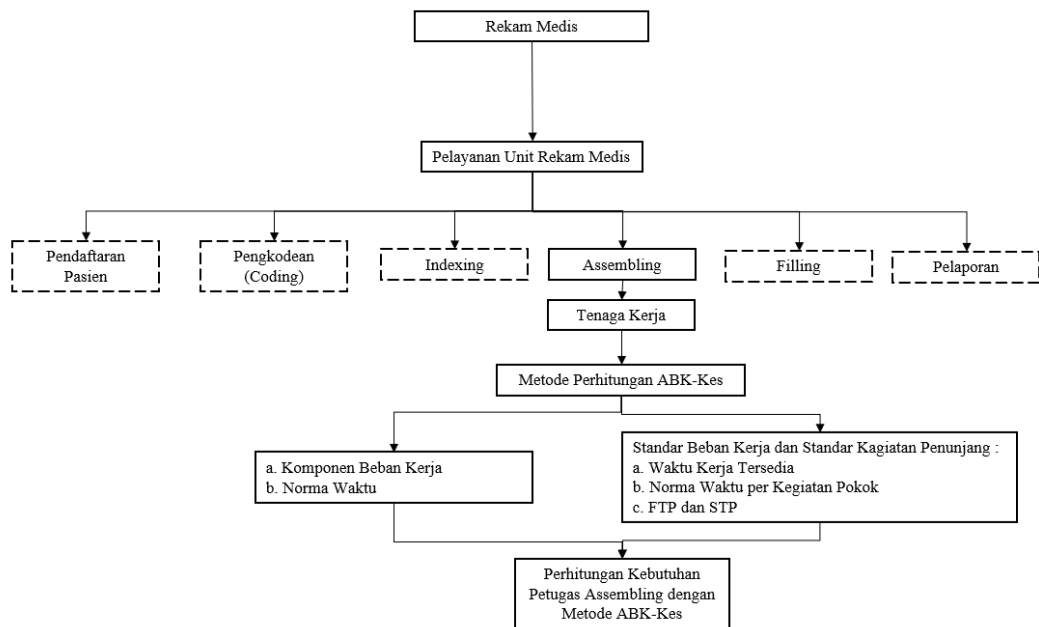 Rekam Medis
Pelayanan Unit Rekam Medis
Pendaftaran
Pasien
Pengkodean
(Coding)
Indexing
Assembling
Filling
Pelaporan
Tenaga Kerja
Metode Perhitungan ABK-Kes
a. Komponen Beban Kerja
b. Norma Waktu
Standar Beban Kerja dan Standar Kagiatan Penunjang :
a. Waktu Kerja Tersedia
b. Norma Waktu per Kegiatan Pokok
c. FTP dan STP
Perhitungan Kebutuhan
Petugas Assembling dengan
Metode ABK-Kes